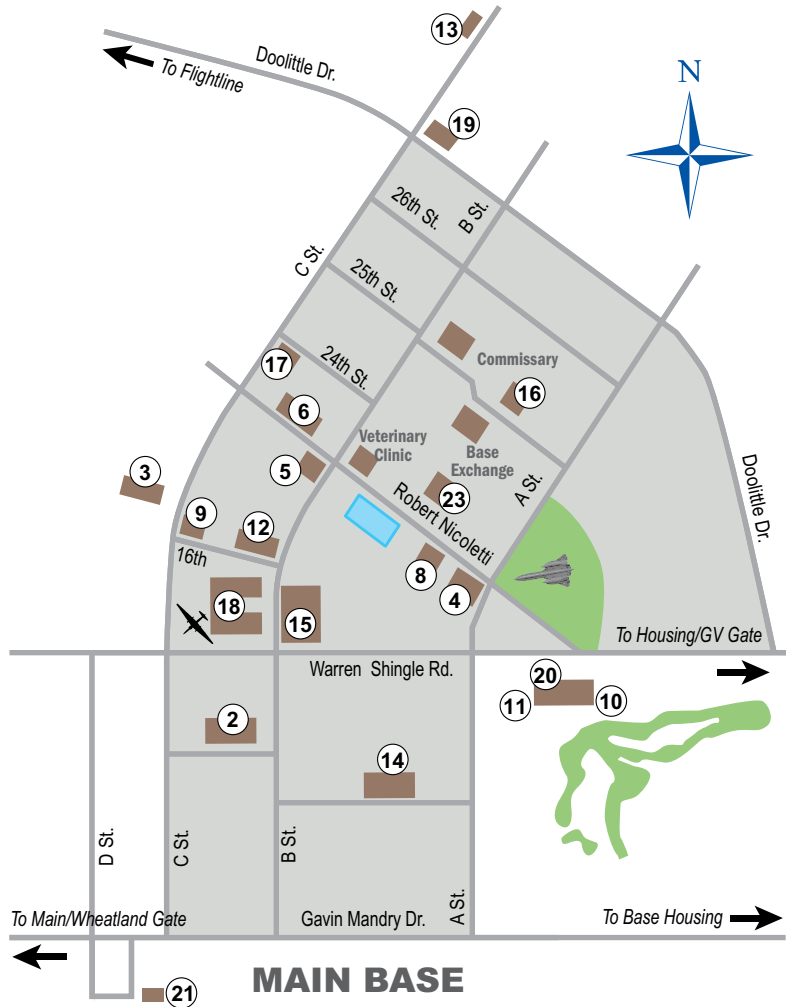 13
Doolittle Dr.
To Flightline
N
19
26th St.
B St.
C St.
25th St.
24th St.
Commissary
17
16
6
Veterinary
Clinic
Base
Exchange
3
5
23
A St.
Robert Nicoletti
Doolittle Dr.
9
12
16th
8
4
18
15
To Housing/GV Gate
Warren Shingle Rd.
20
11
10
2
14
D St.
C St.
B St.
A St.
To Main/Wheatland Gate
Gavin Mandry Dr.
To Base Housing
21
MAIN BASE